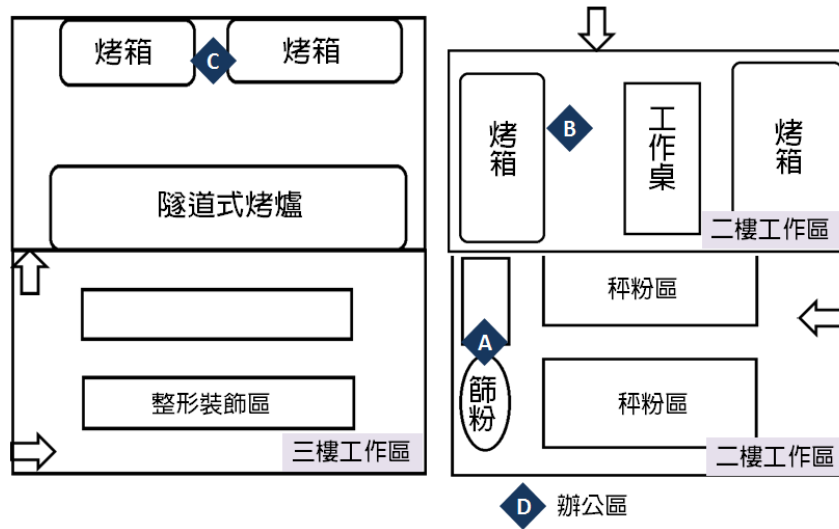 烤箱
C
烤箱
隧道式烤爐
整形裝飾區
三樓工作區
烤箱
B
工作桌
烤箱
二樓工作區
秤粉區
A
篩粉
秤粉區
二樓工作區
D
辦公區